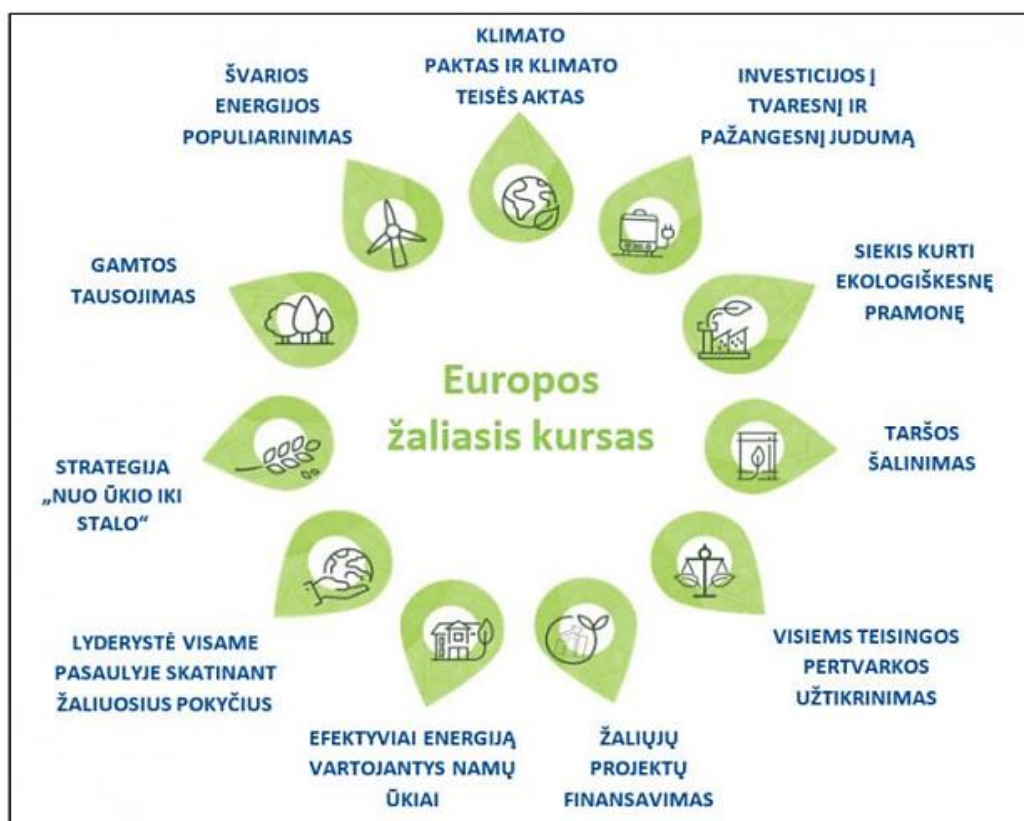 KLIMATO
PAKTAS IR KLIMATO
TEISĖS AKTAS
INVESTICIJOS Į
TVARESNĮ IR
PAŽANGESNĮ JUDUMĄ
SIEKIS KURTI
EKOLOGIŠKESNĘ
PRAMONĘ
TARŠOS
ŠALINIMAS
VISIEMS TEISINGOS
PERTVARKOS
UŽTIKRINIMAS
ŽALIŲJŲ
PROJEKTŲ
FINANSAVIMAS
EFEKTYVIAI ENERGIJĄ
VARTOJANTYS NAMŲ
ŪKIAI
LYDERYSTĖ VISAME
PASAULYJE SKATINANT
ŽALIUOSIUS POKYČIUS
STRATEGIJA
„NUO ŪKIO IKI
STALO“
GAMTOS
TAUSOJIMAS
ŠVARIOS
ENERGIJOS
POPULIARINIMAS
Europos
žaliasis kursas